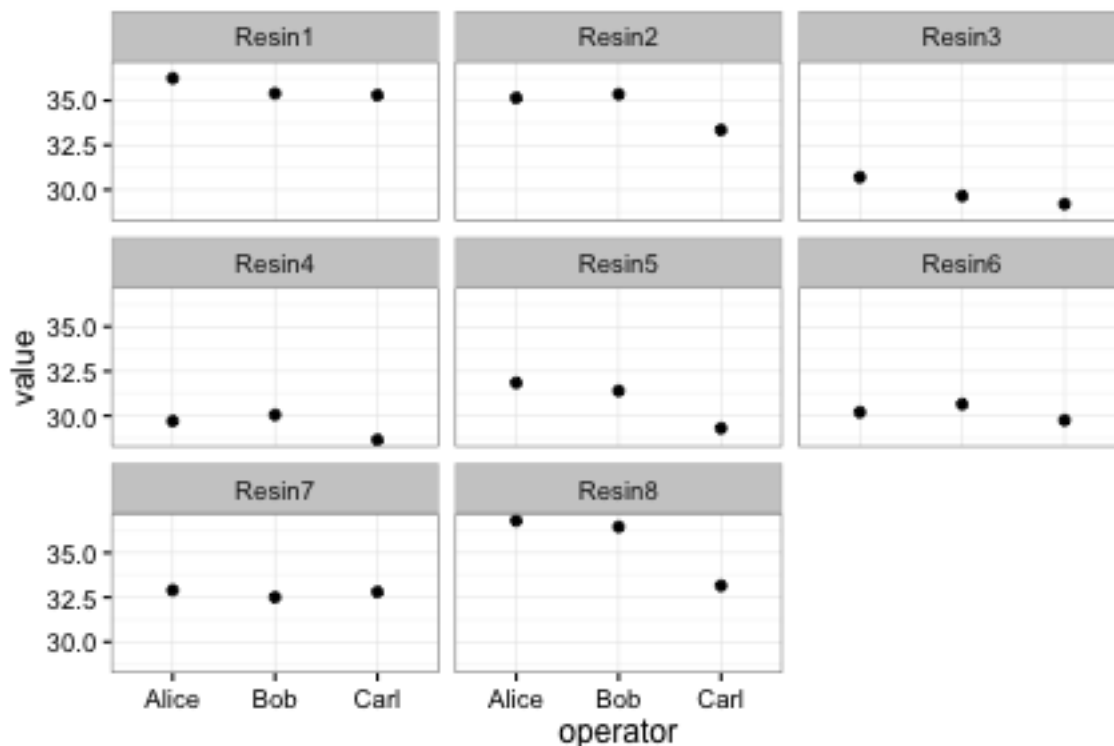 Resin1 Resin2 Resin3
35.0
32.5
30.0
Resin4 Resin5 Resin6
35.0
32.5
30.0
value
Resin7 Resin8
35.0
32.5
30.0
Alice Bob Carl Alice Bob Carl
operator